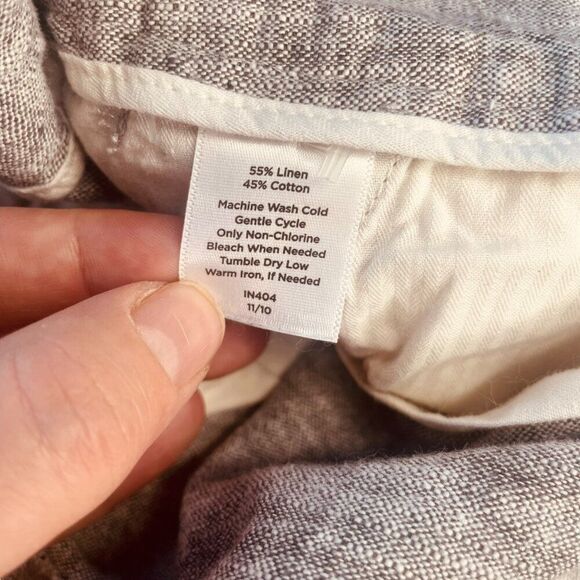 55% Linen
45% Cotton
Machine Wash Cold
Gentle Cycle
Only Non-Chlorine
Bleach When Needed
Tumble Dry Low
Warm Iron, If Needed
IN404
11/10